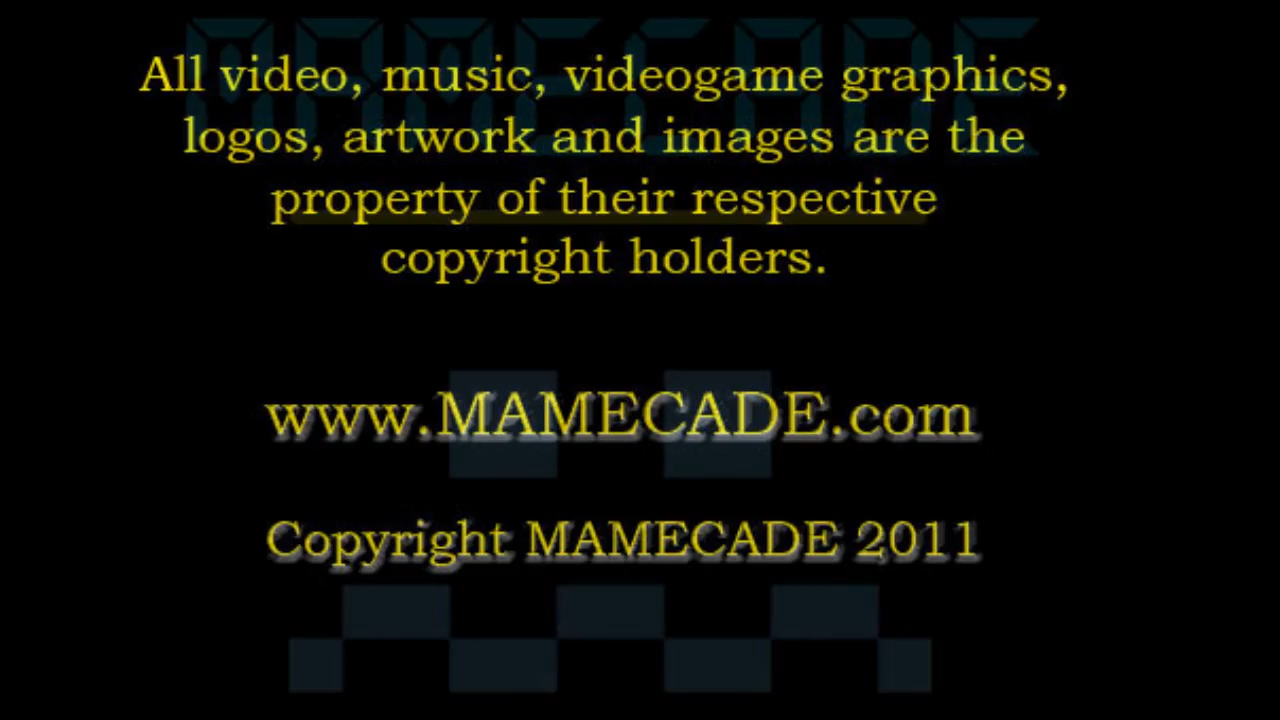 MAMECADE
All video, music, videogame graphics,
logos, artwork and images are the
property of their respective
copyright holders.
www.MAMECADE.com
Copyright MAMECADE 2011